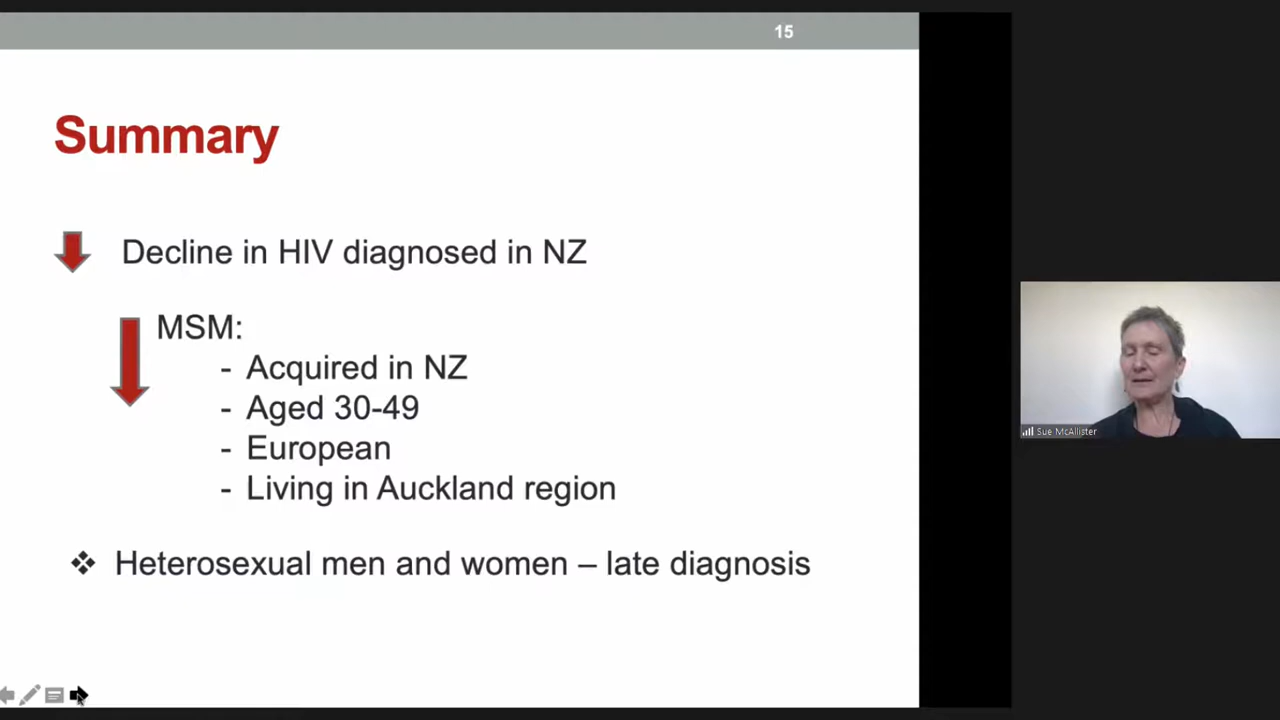 15
Summary
Decline in HIV diagnosed in NZ
MSM:
- Acquired in NZ
- Aged 30-49
- European
- Living in Auckland region
❖ Heterosexual men and women – late diagnosis
Sue McAllister